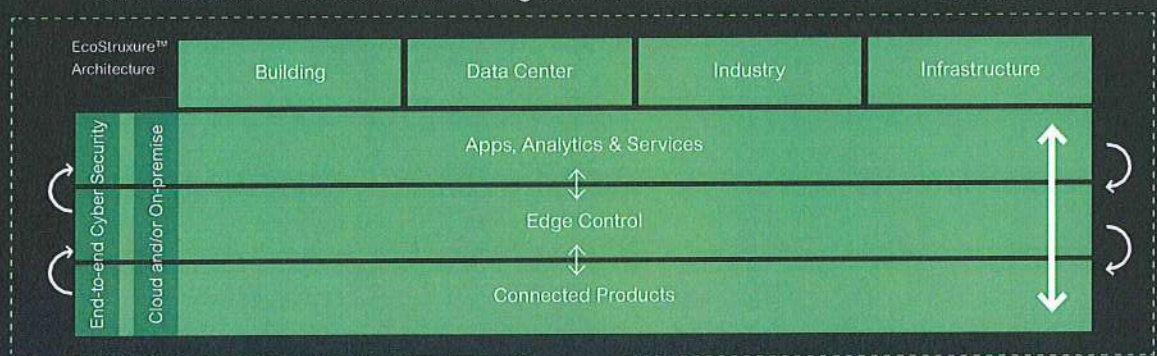 EcoStruxure™
Architecture
Building
Data Center
Industry
Infrastructure
End-to-end Cyber Security
Cloud and/or On-premise
Apps, Analytics & Services
Edge Control
Connected Products